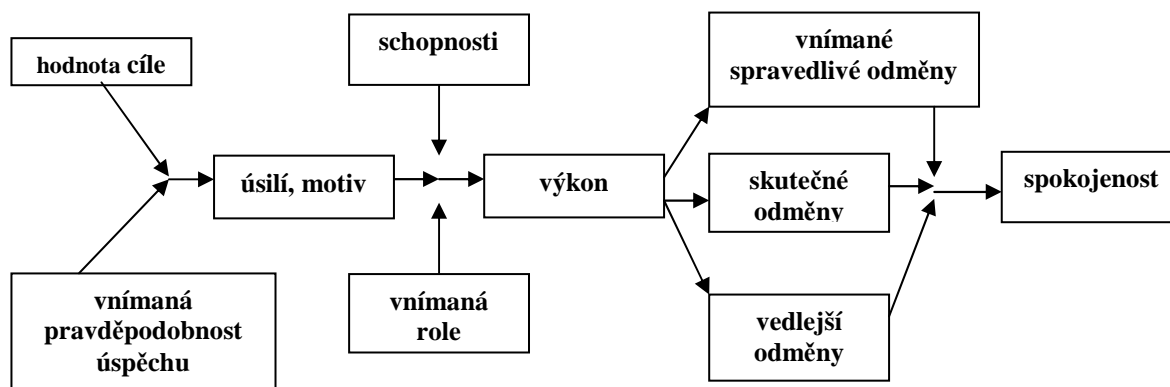 hodnota cíle
schopnosti
vnímané
spravedlivé odměny
úsilí, motiv
výkon
skutečné
odměny
spokojenost
vnímaná
pravděpodobnost
úspěchu
vnímaná
role
vedlejší
odměny